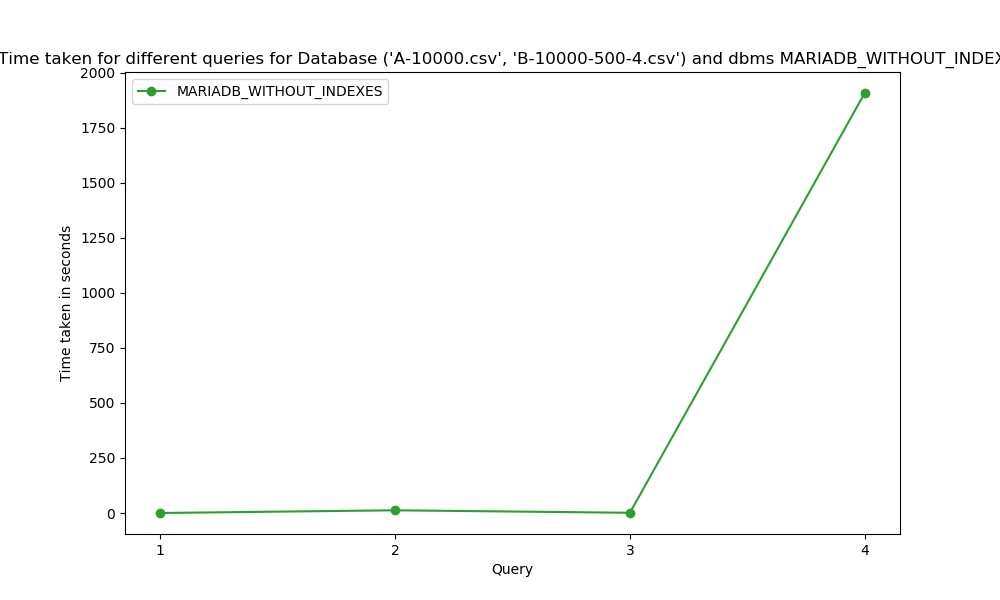 Time taken for different queries for Database ('A-10000.csv', 'B-10000-500-4.csv') and dbms MARIADB_WITHOUT_INDEX
MARIADB_WITHOUT_INDEXES
2000
1750
1500
1250
1000
750
500
250
0
Time taken in seconds
1 2 3 4
Query